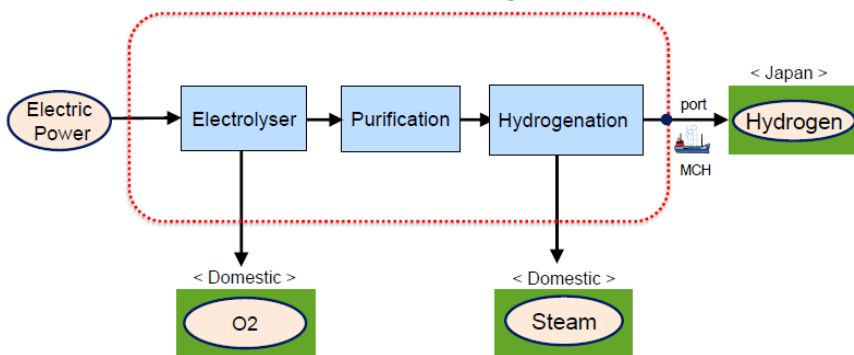 < Japan >
Electric
Power
Electrolyser
Purification
Hydrogenation
port
Hydrogen
MCH
< Domestic >
O2
< Domestic >
Steam